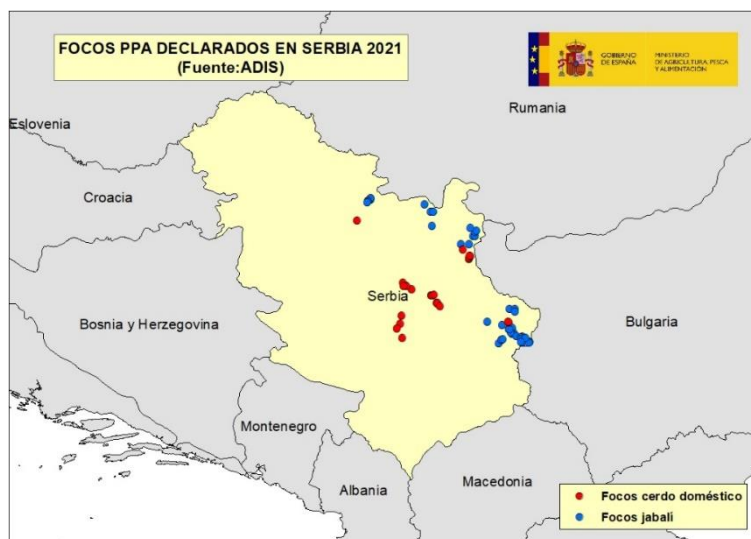 FOCOS PPA DECLARADOS EN SERBIA 2021
(Fuente:ADIS)
GOBIERNO
DE ESPAÑA
MINISTERIO
DE AGRICULTURA, PESCA
Y ALIMENTACIÓN
Rumania
Eslovenia
Croacia
Serbia
Bosnia y Herzegovina
Bulgaria
Montenegro
Albania
Macedonia
Focos cerdo doméstico
Focos jabalí